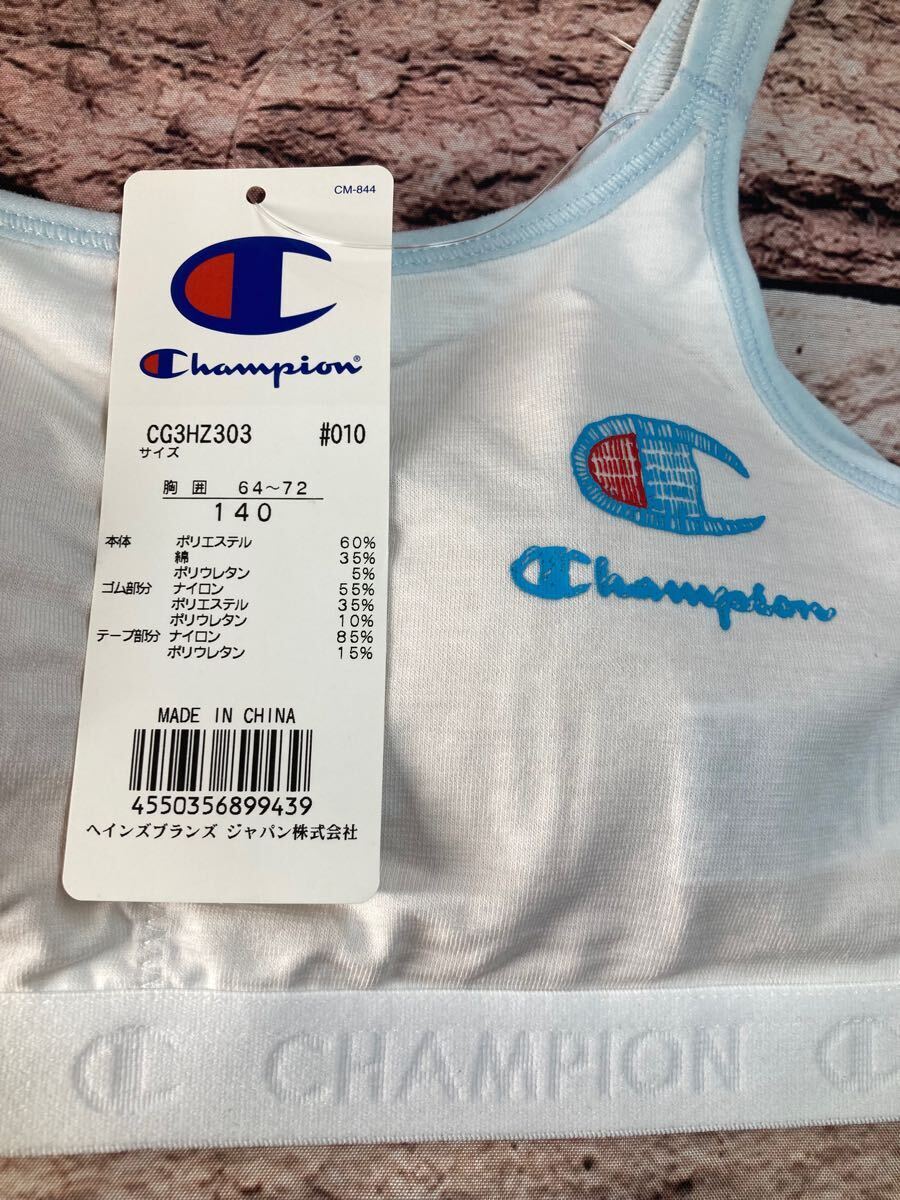 CM-844
Champion®
CG3HZ303 #010
サイズ
胸囲 64~72
140
本体 ポリエステル 60%
綿 35%
ポリウレタン 5%
ゴム部分 ナイロン 55%
ポリエステル 35%
ポリウレタン 10%
テープ部分 ナイロン 85%
ポリウレタン 15%
MADE IN CHINA
4550356899439
ヘインズブランズ ジャパン株式会社
Champion
CHAMPION